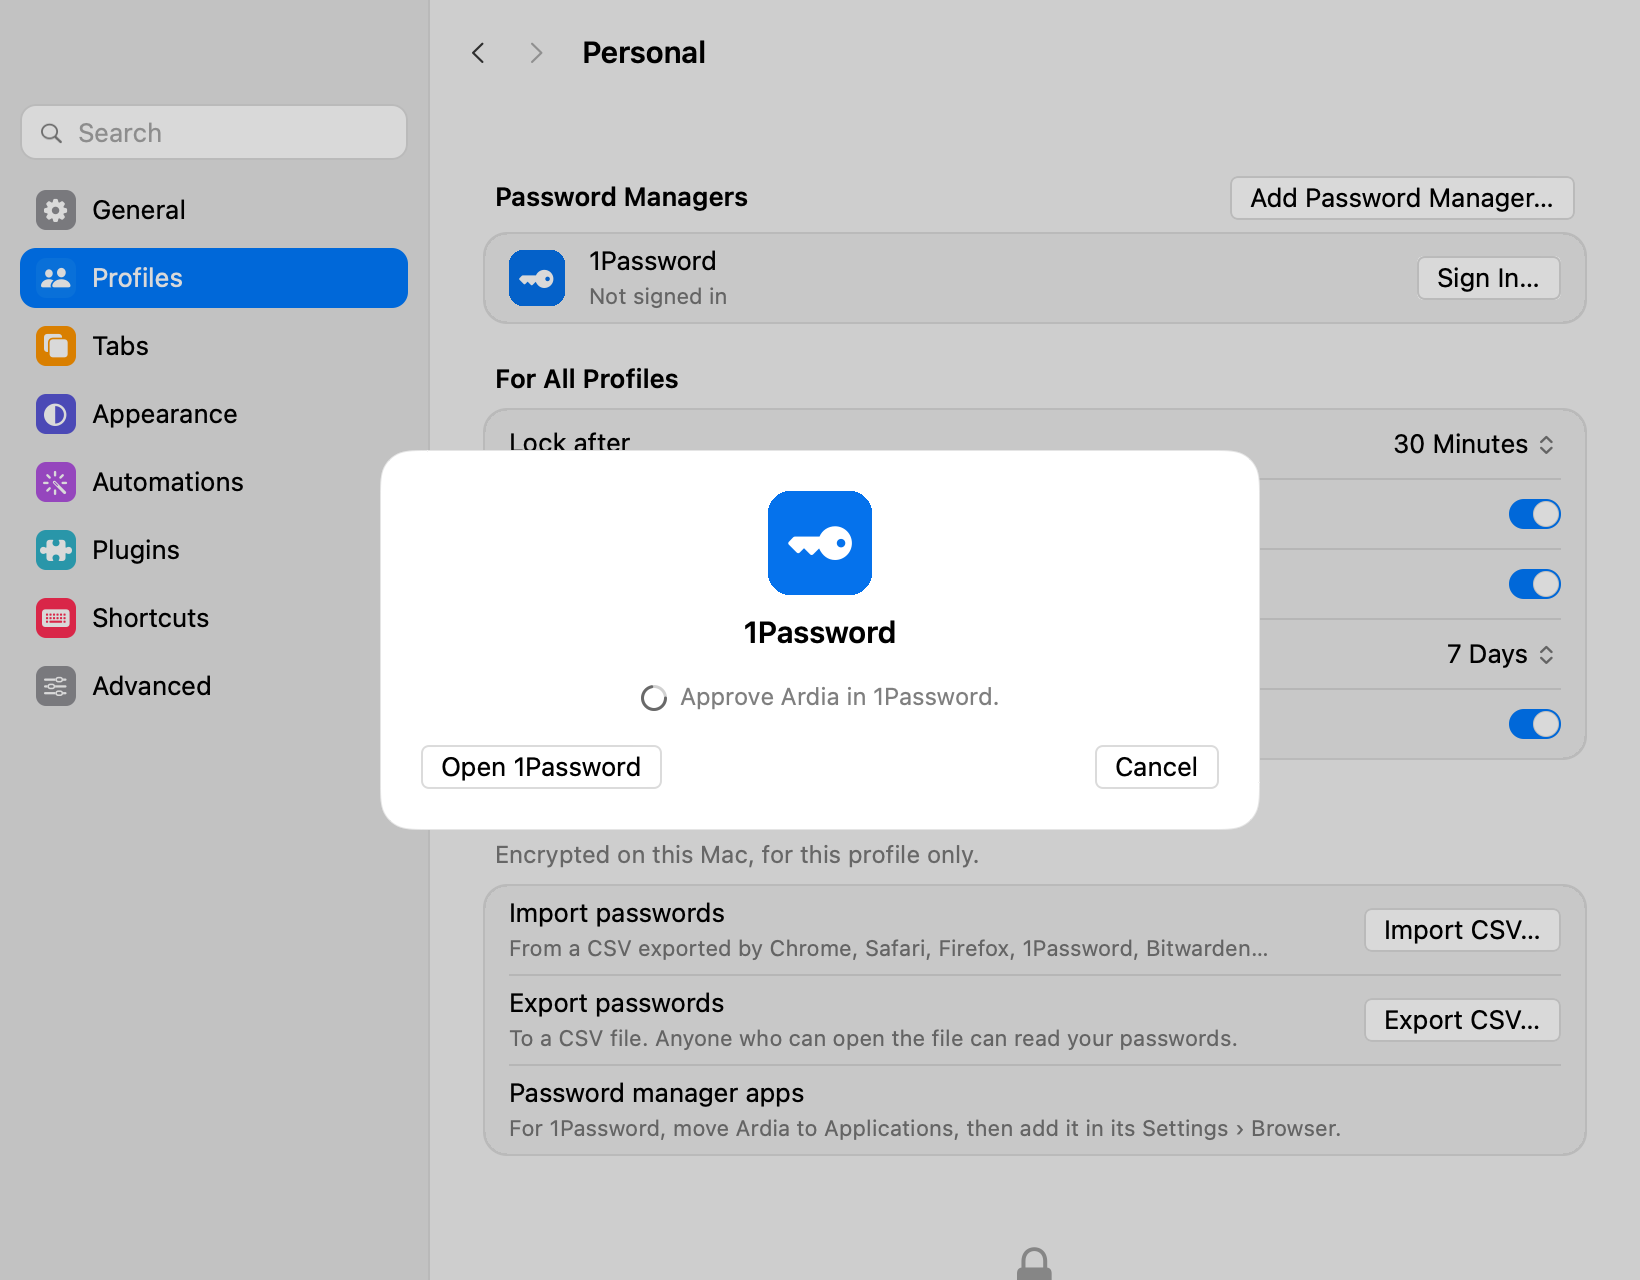 Personal
Search
General
Profiles
Tabs
Appearance
Automations
Plugins
Shortcuts
Advanced
Password Managers
Add Password Manager...
1Password
Not signed in
Sign In...
For All Profiles
Lock after
30 Minutes
7 Days
1Password
Approve Ardia in 1Password.
Open 1Password
Cancel
Encrypted on this Mac, for this profile only.
Import passwords
From a CSV exported by Chrome, Safari, Firefox, 1Password, Bitwarden...
Import CSV...
Export passwords
To a CSV file. Anyone who can open the file can read your passwords.
Export CSV...
Password manager apps
For 1Password, move Ardia to Applications, then add it in its Settings › Browser.